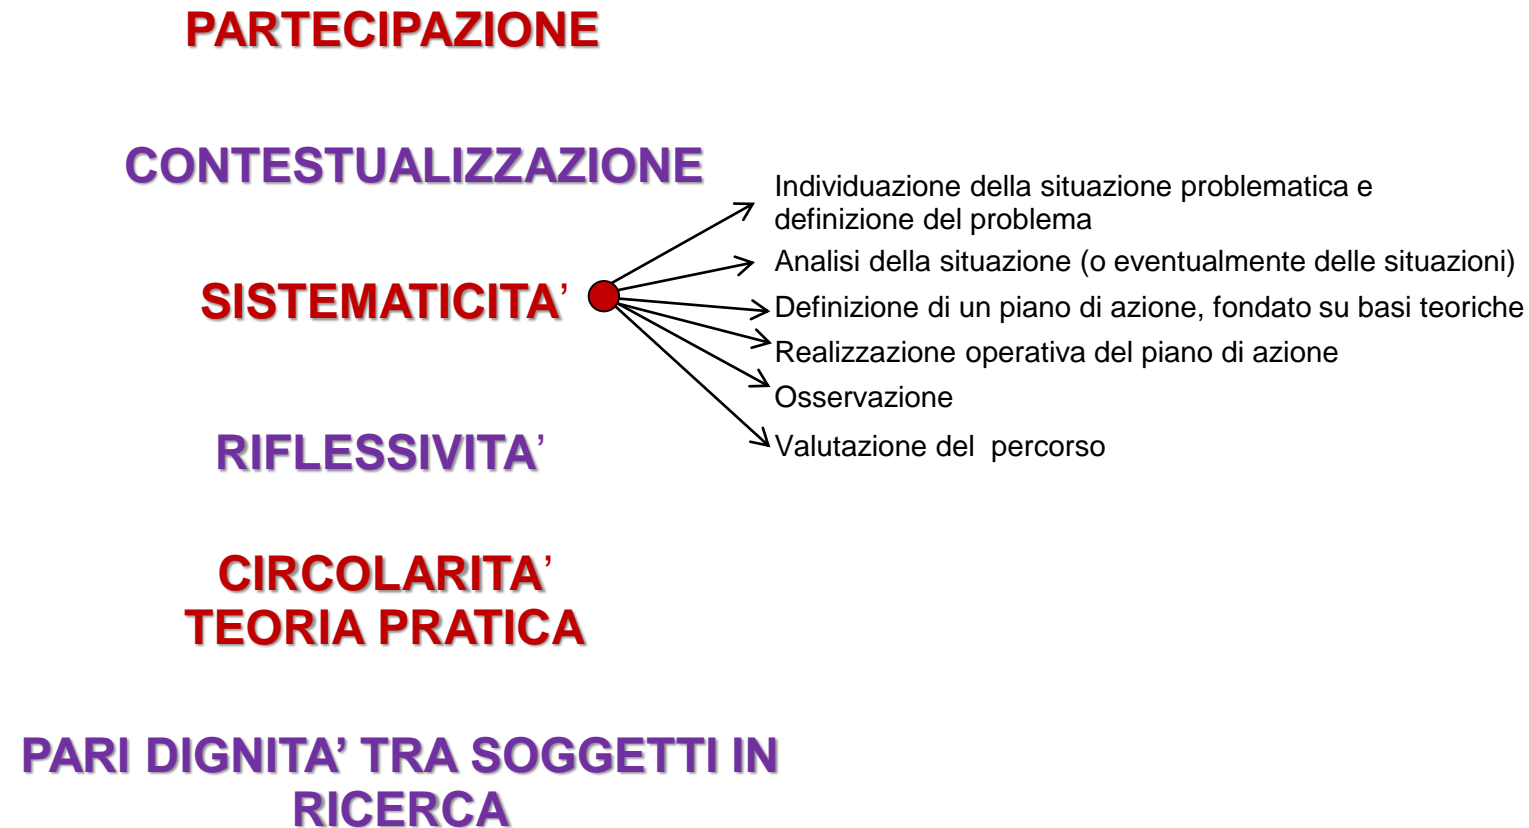 PARTECIPAZIONE
CONTESTUALIZZAZIONE
Individuazione della situazione problematica e
definizione del problema
Analisi della situazione (o eventualmente delle situazioni)
SISTEMATICITA’
Definizione di un piano di azione, fondato su basi teoriche
Realizzazione operativa del piano di azione
Osservazione
Valutazione del percorso
RIFLESSIVITA’
CIRCOLARITA’
TEORIA PRATICA
PARI DIGNITA’ TRA SOGGETTI IN
RICERCA